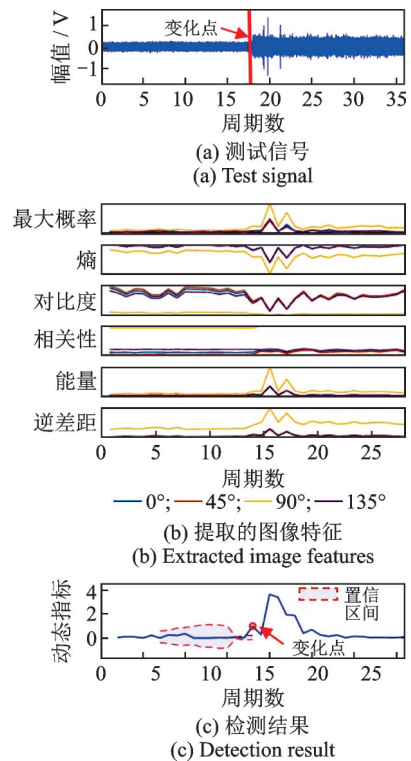 幅值 / V
1
0
−1
变化点
0 5 10 15 20 25 30 35
周期数
(a) 测试信号
(a) Test signal
最大概率
熵
对比度
相关性
能量
逆差距
0 5 10 15 20 25
周期数
0°; 45°; 90°; 135°
(b) 提取的图像特征
(b) Extracted image features
动态指标
4
2
0
置信
区间
变化点
0 5 10 15 20 25
周期数
(c) 检测结果
(c) Detection result